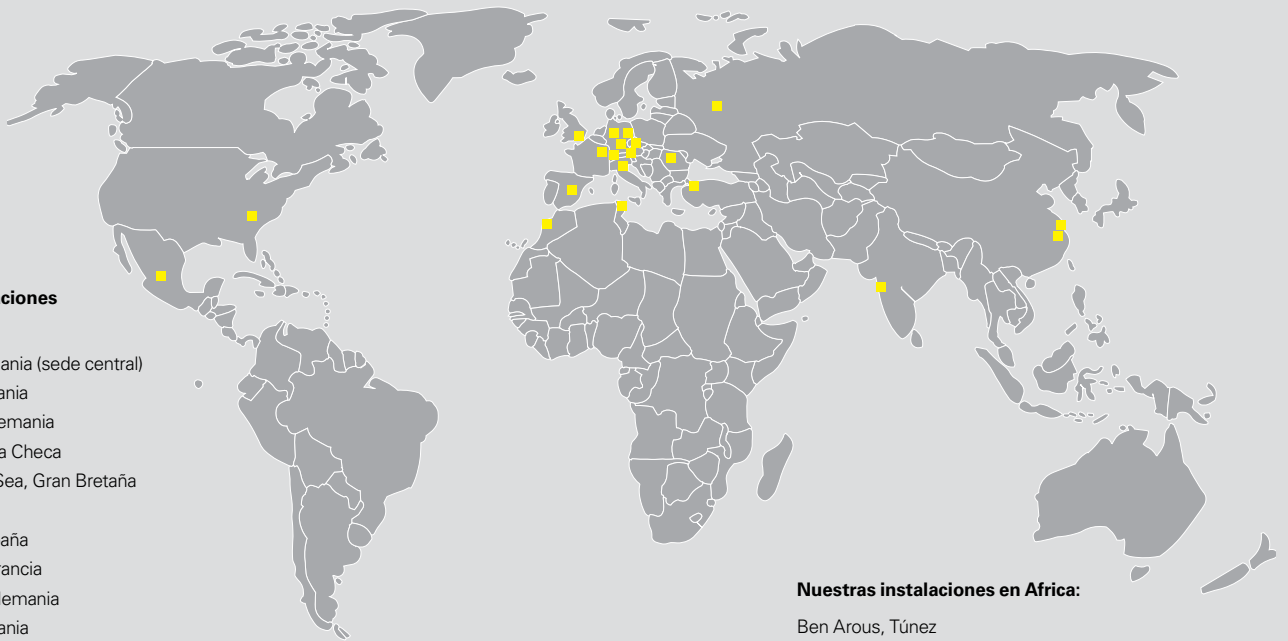 ciones
ania (sede central)
ania
emania
a Checa
Sea, Gran Bretaña
aña
rancia
lemania
ania
Nuestras instalaciones en Africa:
Ben Arous, Túnez